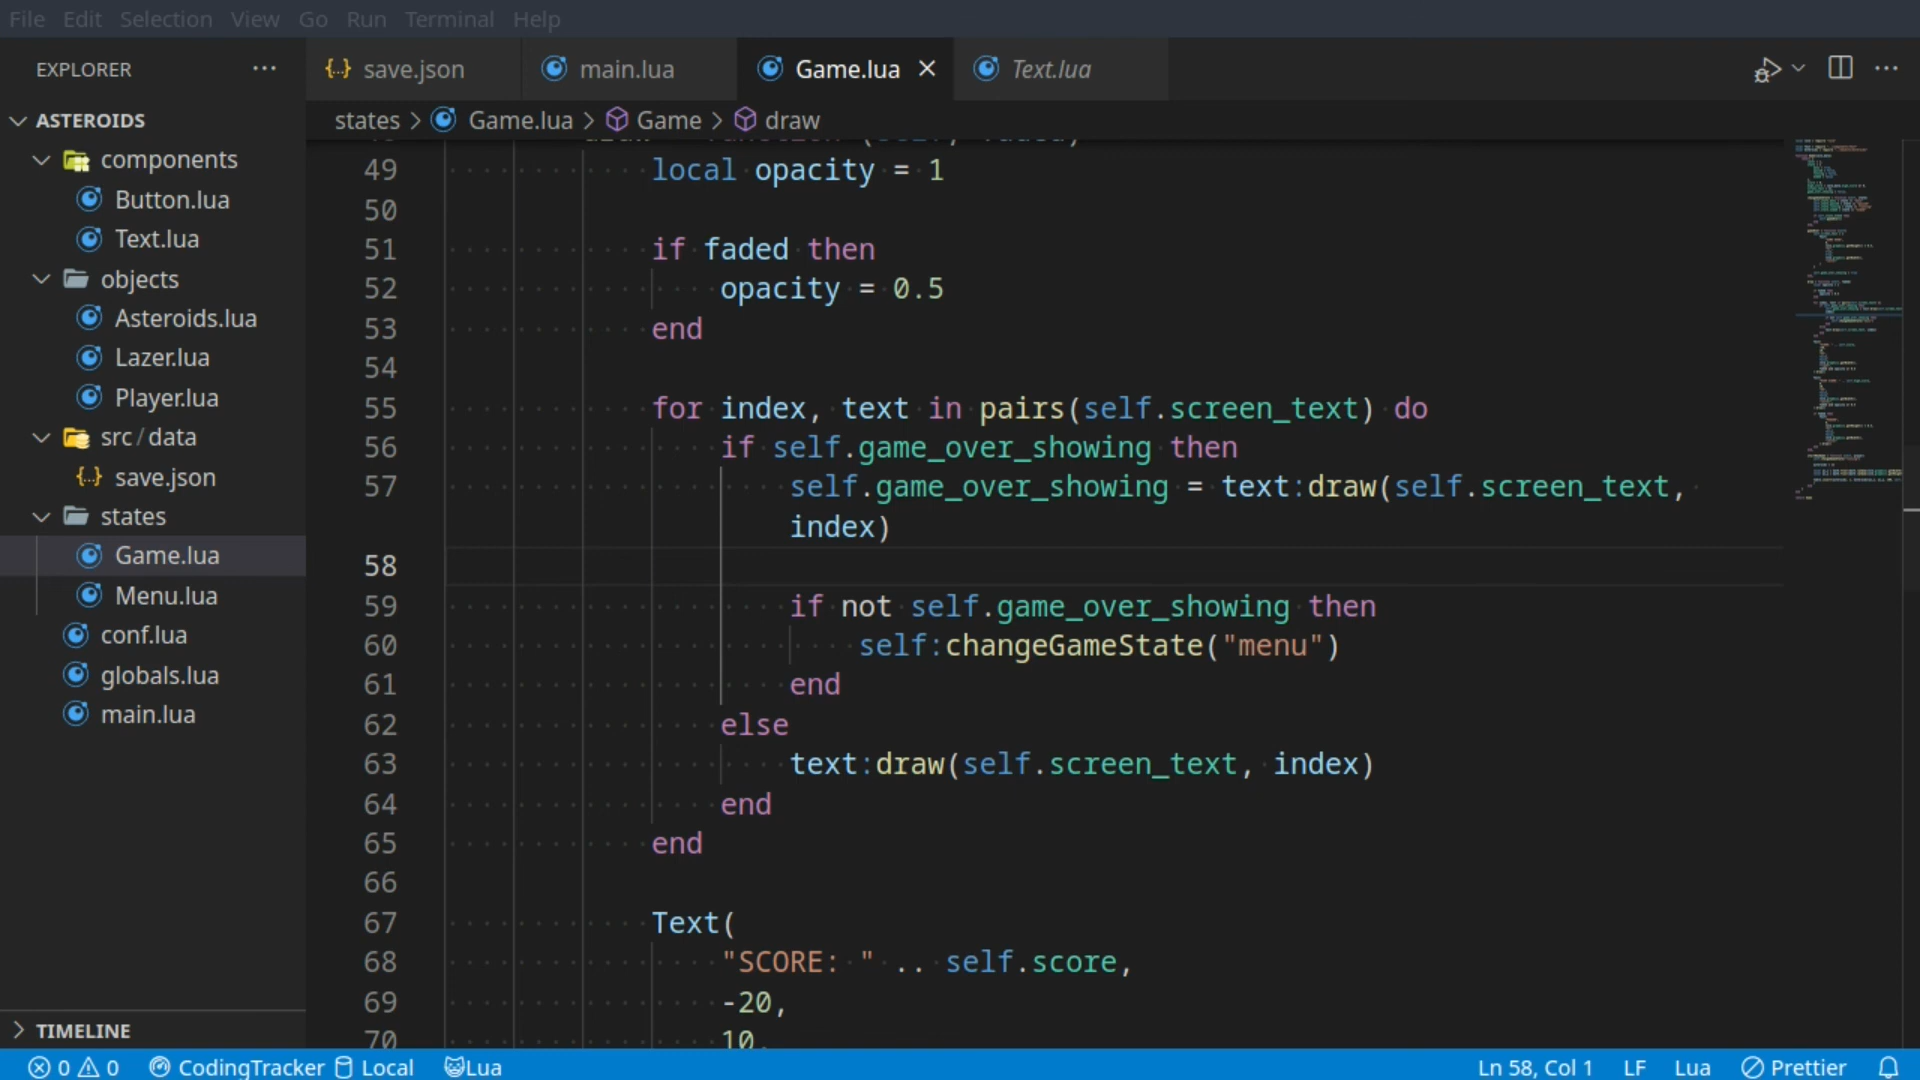 File Edit Selection View Go Run Terminal Help
EXPLORER
save.json
main.lua
Game.lua
Text.lua
states > Game.lua > Game > draw
ASTEROIDS
components
Button.lua
Text.lua
objects
Asteroids.lua
Lazer.lua
Player.lua
src/data
save.json
states
Game.lua
Menu.lua
conf.lua
globals.lua
main.lua
TIMELINE
49 local opacity = 1
50
51 if faded then
52 opacity = 0.5
53 end
54
55 for index, text in pairs(self.screen_text) do
56 if self.game_over_showing then
57 self.game_over_showing = text:draw(self.screen_text,
index)
58
59 if not self.game_over_showing then
60 self:changeGameState("menu")
61 end
62 else
63 text:draw(self.screen_text, index)
64 end
65 end
66
67 Text(
68 "SCORE: " .. self.score,
69 -20,
70 10,
0 0 CodingTracker Local Lua Ln 58, Col 1 LF Lua Prettier